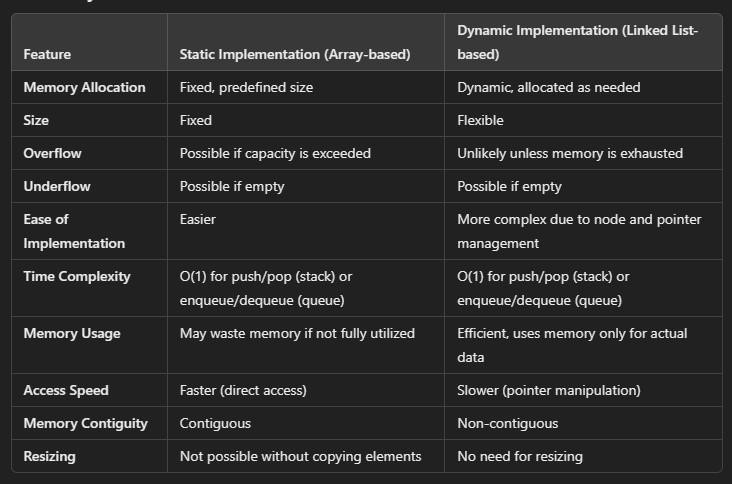 Feature
Static Implementation (Array-based)
Dynamic Implementation (Linked List-
based)
Memory Allocation
Fixed, predefined size
Dynamic, allocated as needed
Size
Fixed
Flexible
Overflow
Possible if capacity is exceeded
Unlikely unless memory is exhausted
Underflow
Possible if empty
Possible if empty
Ease of
Implementation
Easier
More complex due to node and pointer
management
Time Complexity
O(1) for push/pop (stack) or
enqueue/dequeue (queue)
O(1) for push/pop (stack) or
enqueue/dequeue (queue)
Memory Usage
May waste memory if not fully utilized
Efficient, uses memory only for actual
data
Access Speed
Faster (direct access)
Slower (pointer manipulation)
Memory Contiguity
Contiguous
Non-contiguous
Resizing
Not possible without copying elements
No need for resizing